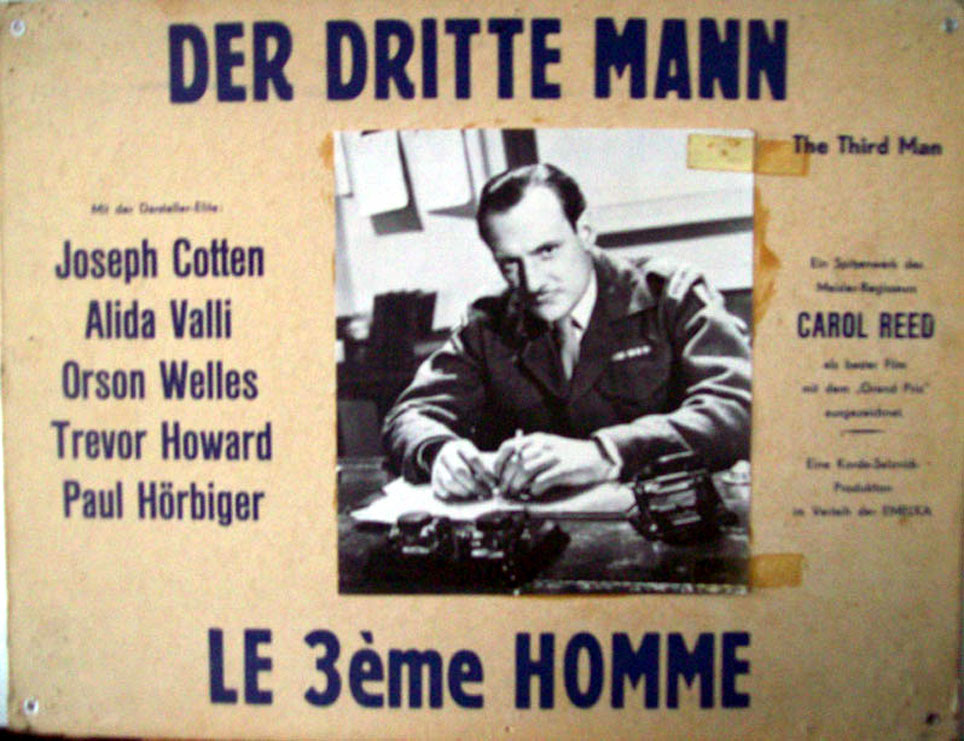 DER DRITTE MANN
The Third Man
Mit der Darsteller-Elite:
Joseph Cotten
Alida Valli
Orson Welles
Trevor Howard
Paul Hörbiger
Ein Spitzenwerk des
Meister-Regisseurs
CAROL REED
als bester Film
mit dem „Grand Prix"
ausgezeichnet
Eine Korda-Selznick-
Produktion
im Verleih der EMELKA
LE 3ème HOMME